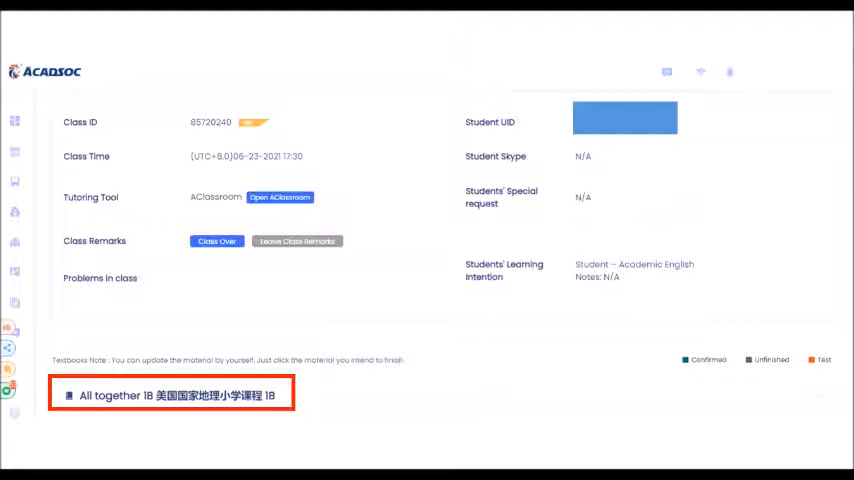 ACADSOC
Class ID 85720240 Student UID
Class Time (UTC+8.0)06-23-2021 17:30 Student Skype N/A
Tutoring Tool AClassroom Open AClassroom Students' Special request N/A
Class Remarks Class Over Leave Class Remarks
Problems in class Students' Learning Intention Student – Academic English
Notes: N/A
Textbooks Note : You can update the material by yourself, Just click the material you intend to finish. Confirmed Unfinished Test
All together 1B 美国国家地理小学课程 1B